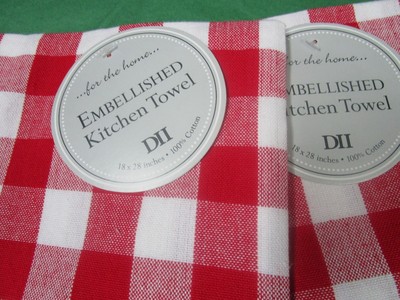 ...for the home...
EMBELLISHED
Kitchen Towel
DII
18 x 28 inches • 100% Cotton
...for the home...
EMBELLISHED
Kitchen Towel
DII
18 x 28 inches • 100% Cotton